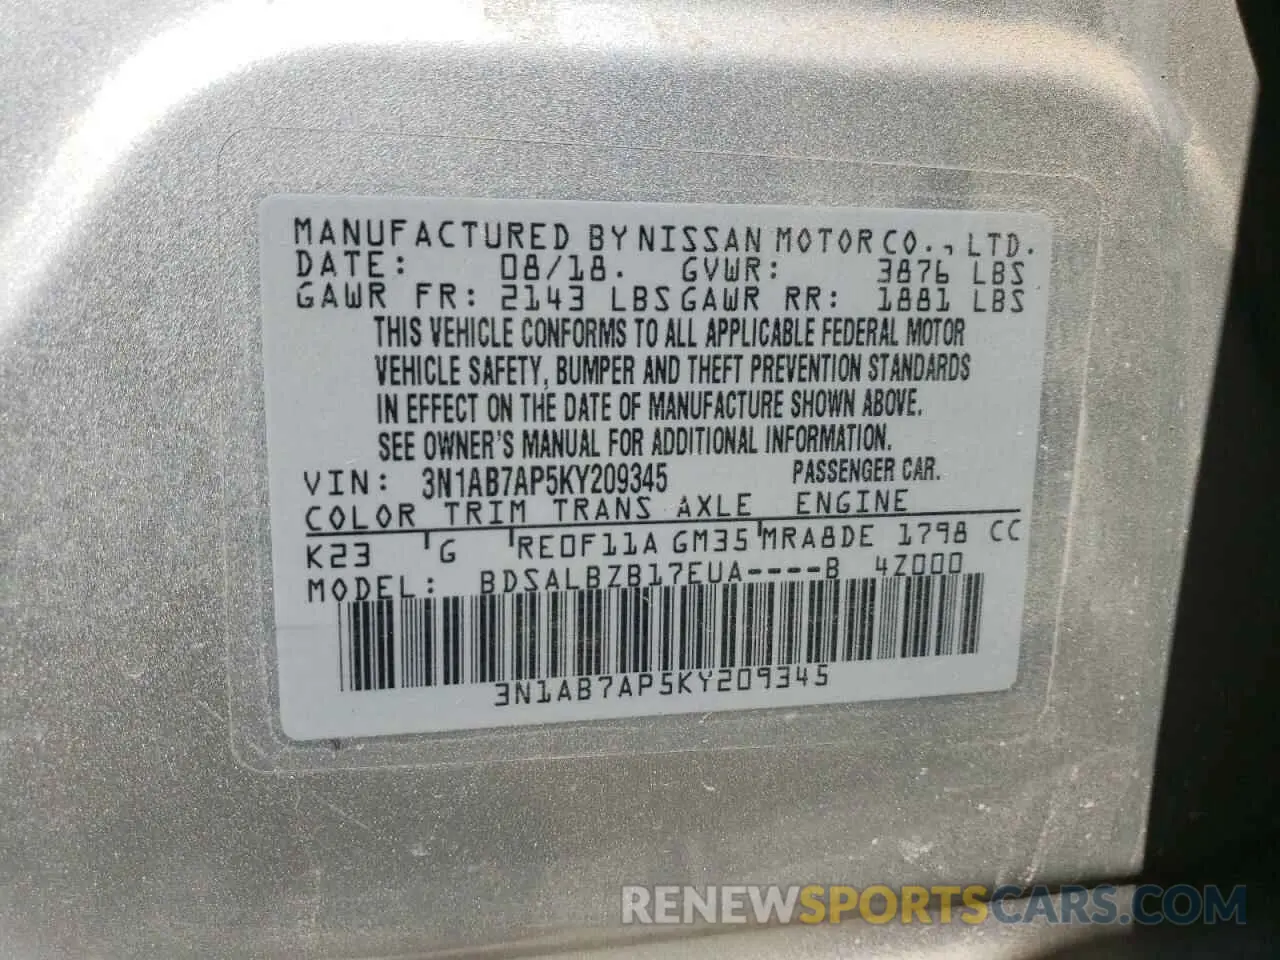 MANUFACTURED BY NISSAN MOTOR CO., LTD.
DATE: 08/18. GVWR: 3876 LBS
GAWR FR: 2143 LBS GAWR RR: 1881 LBS
THIS VEHICLE CONFORMS TO ALL APPLICABLE FEDERAL MOTOR
VEHICLE SAFETY, BUMPER AND THEFT PREVENTION STANDARDS
IN EFFECT ON THE DATE OF MANUFACTURE SHOWN ABOVE.
SEE OWNER'S MANUAL FOR ADDITIONAL INFORMATION.
VIN: 3N1AB7AP5KY209345 PASSENGER CAR.
COLOR TRIM TRANS AXLE ENGINE
K23 G RE0F11A GM35 MRA8DE 1798 CC
MODEL: BDSALBZB17EUA----B 4Z000
3N1AB7AP5KY209345
RENEWSPORTSCARS.COM